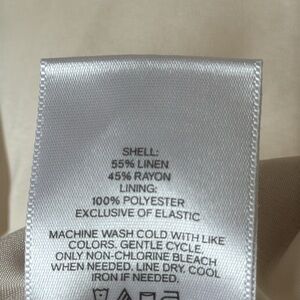 SHELL:
55% LINEN
45% RAYON
LINING:
100% POLYESTER
EXCLUSIVE OF ELASTIC
MACHINE WASH COLD WITH LIKE
COLORS. GENTLE CYCLE.
ONLY NON-CHLORINE BLEACH
WHEN NEEDED. LINE DRY. COOL
IRON IF NEEDED.